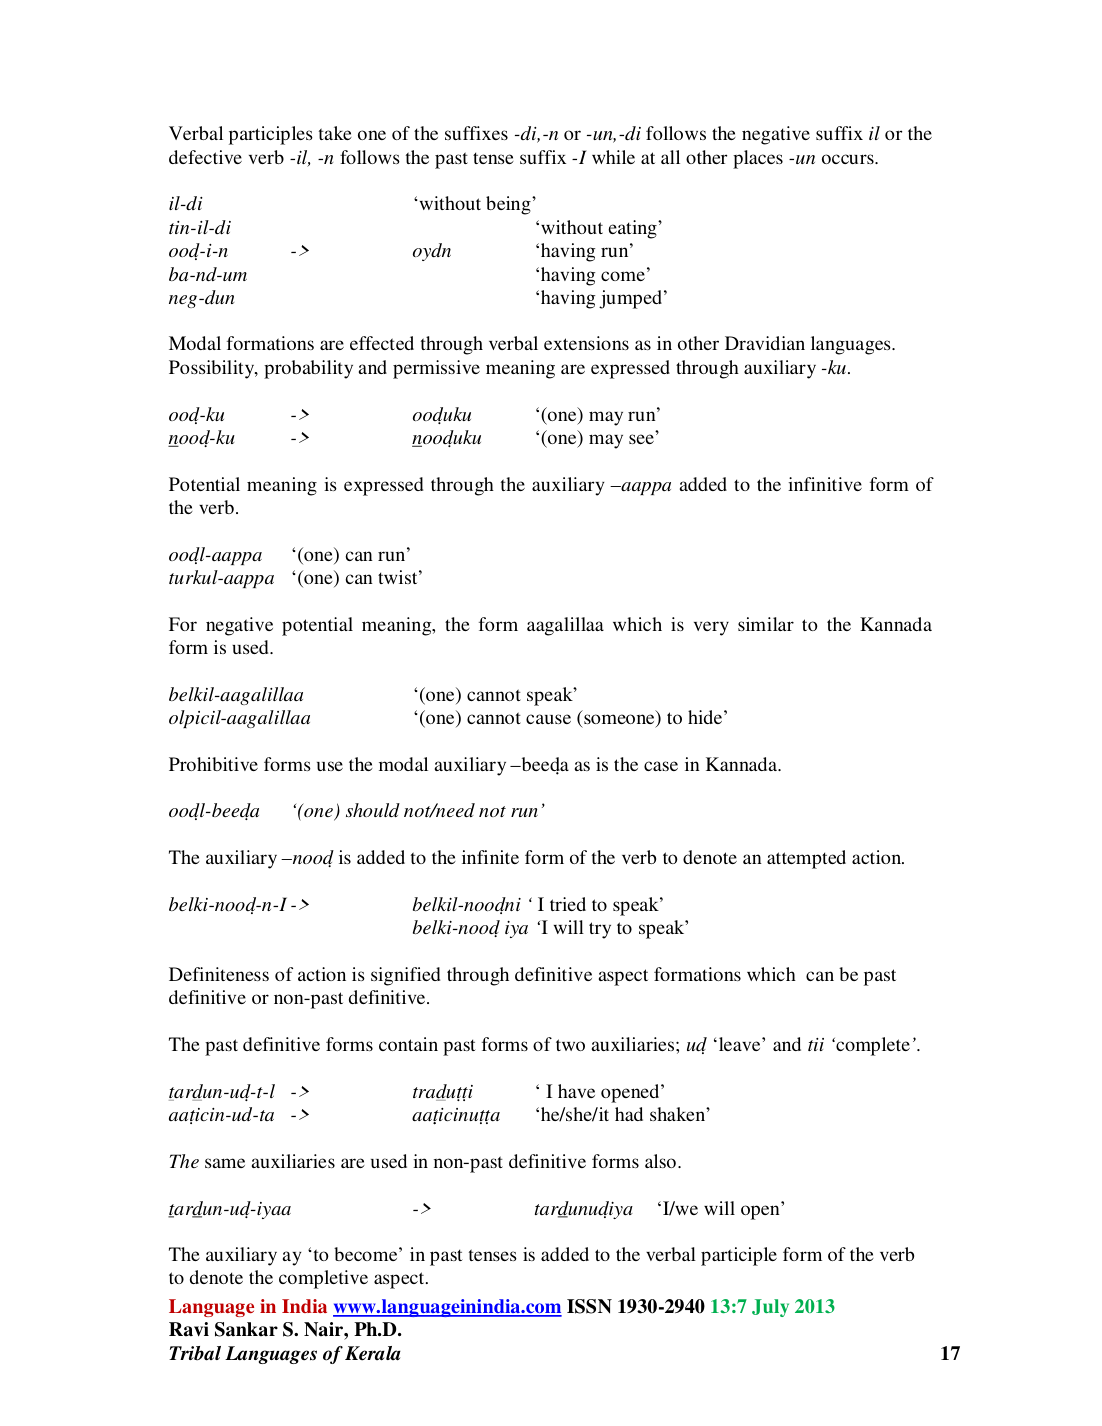 Verbal participles take one of the suffixes -di,-n or -un,-di follows the negative suffix il or the
defective verb -il, -n follows the past tense suffix -I while at all other places -un occurs.
il-di ‘without being’
tin-il-di ‘without eating’
ooḍ-i-n -> oydn ‘having run’
ba-nd-um ‘having come’
neg-dun ‘having jumped’
Modal formations are effected through verbal extensions as in other Dravidian languages.
Possibility, probability and permissive meaning are expressed through auxiliary -ku.
ooḍ-ku -> ooḍuku ‘(one) may run’
n̲ooḍ-ku -> n̲ooḍuku ‘(one) may see’
Potential meaning is expressed through the auxiliary –aappa added to the infinitive form of
the verb.
ooḍl-aappa ‘(one) can run’
turkul-aappa ‘(one) can twist’
For negative potential meaning, the form aagalillaa which is very similar to the Kannada
form is used.
belkil-aagalillaa ‘(one) cannot speak’
olpicil-aagalillaa ‘(one) cannot cause (someone) to hide’
Prohibitive forms use the modal auxiliary –beeḍa as is the case in Kannada.
ooḍl-beeḍa ‘(one) should not/need not run’
The auxiliary –nooḍ is added to the infinite form of the verb to denote an attempted action.
belki-nooḍ-n-I -> belkil-nooḍni ‘ I tried to speak’
belki-nooḍ iya ‘I will try to speak’
Definiteness of action is signified through definitive aspect formations which can be past
definitive or non-past definitive.
The past definitive forms contain past forms of two auxiliaries; uḍ ‘leave’ and tii ‘complete’.
t̲ard̲un-uḍ-t-l -> trad̲uṭṭi ‘ I have opened’
aaṭicin-ud-ta -> aaṭicinuṭṭa ‘he/she/it had shaken’
The same auxiliaries are used in non-past definitive forms also.
t̲ard̲un-uḍ-iyaa -> tard̲unuḍiya ‘I/we will open’
The auxiliary ay ‘to become’ in past tenses is added to the verbal participle form of the verb
to denote the completive aspect.
Language in India www.languageinindia.com ISSN 1930-2940 13:7 July 2013
Ravi Sankar S. Nair, Ph.D.
Tribal Languages of Kerala 17